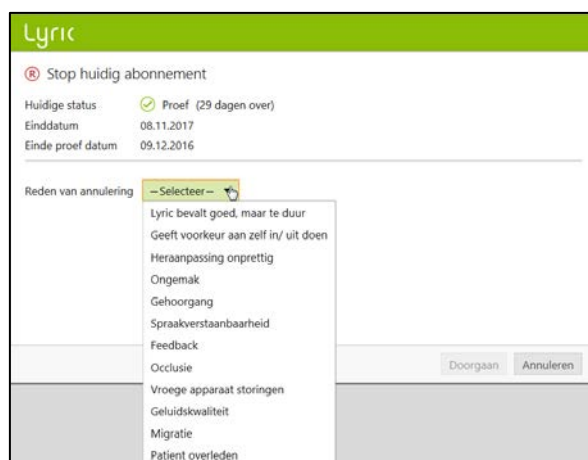 Lyric
® Stop huidig abonnement
Huidige status Proef (29 dagen over)
Einddatum 08.11.2017
Einde proef datum 09.12.2016
Reden van annulering --Selecteer--
Lyric bevalt goed, maar te duur
Geeft voorkeur aan zelf in/ uit doen
Heraanpassing onprettig
Ongemak
Gehoorgang
Spraakverstaanbaarheid
Feedback
Occlusie
Doorgaan Annuleren
Vroege apparaat storingen
Geluidskwaliteit
Migratie
Patient overleden